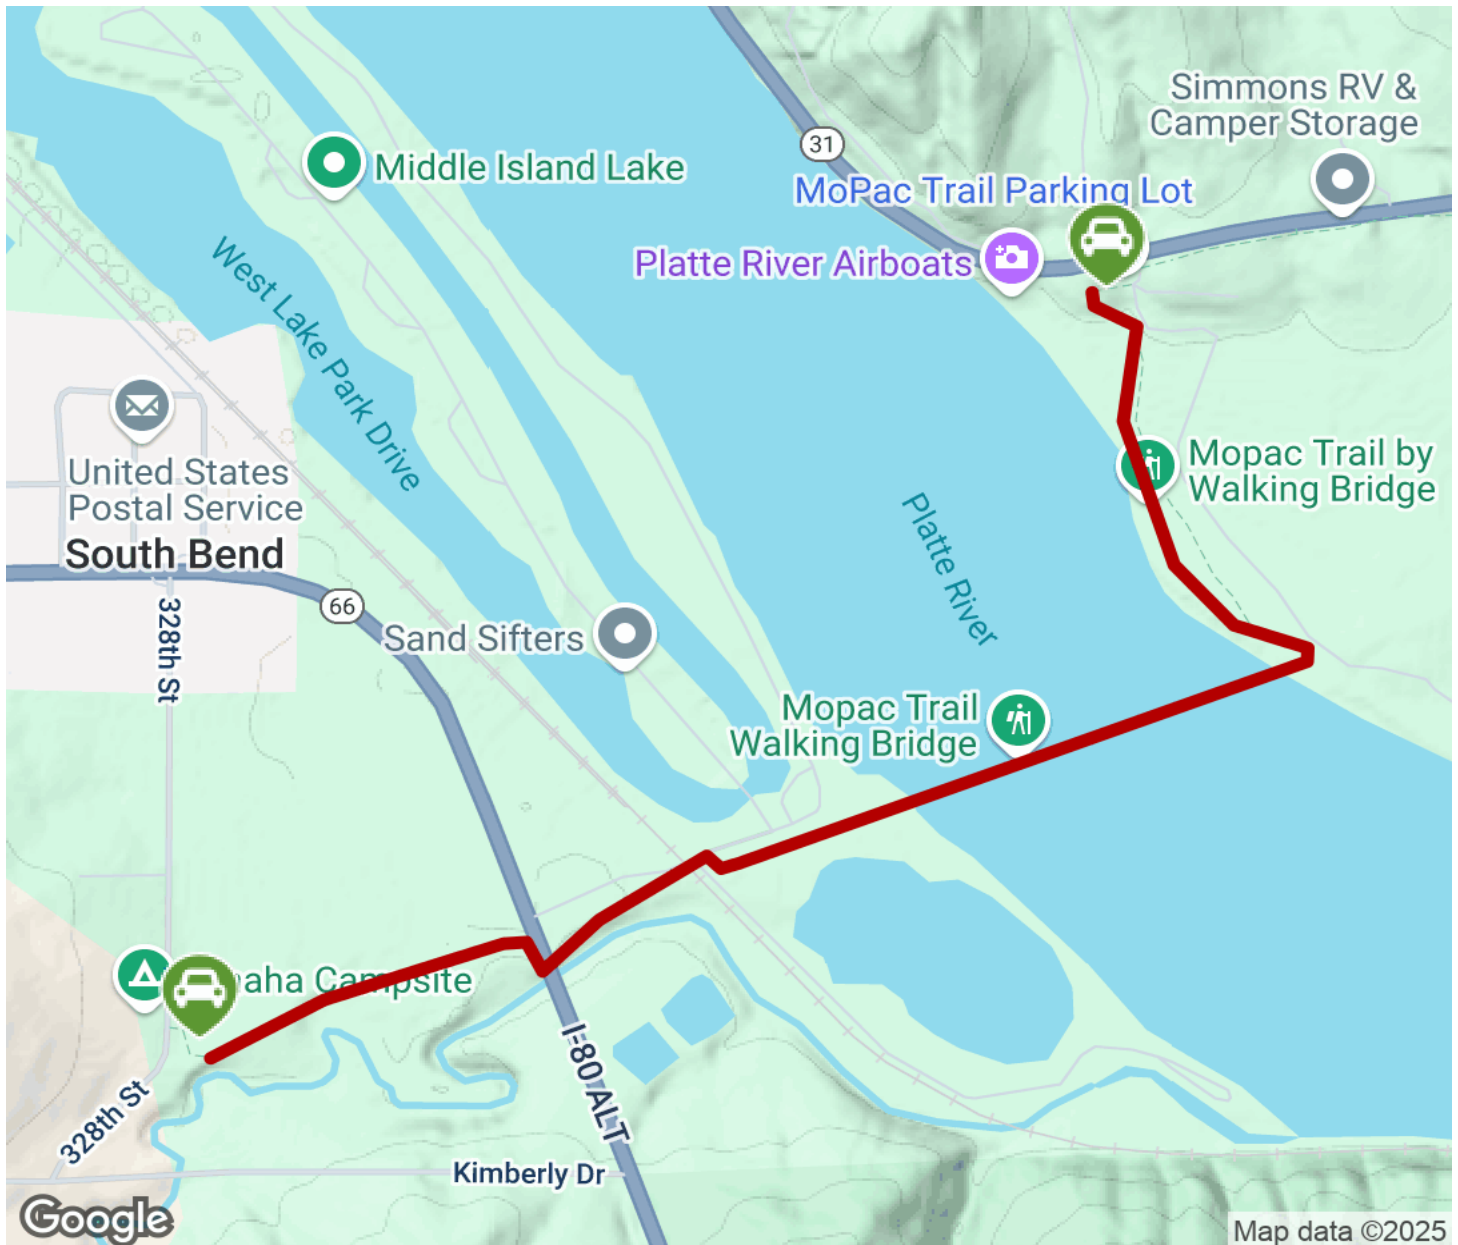 Simmons RV &
Camper Storage
31
Middle Island Lake
MoPac Trail Parking Lot
Platte River Airboats
West Lake Park Drive
United States
Postal Service
Mopac Trail by
Walking Bridge
South Bend
Platte River
66
328th St
Sand Sifters
Mopac Trail
Walking Bridge
aha Campsite
I-80 ALT
328th St
Kimberly Dr
Google
Map data ©2025